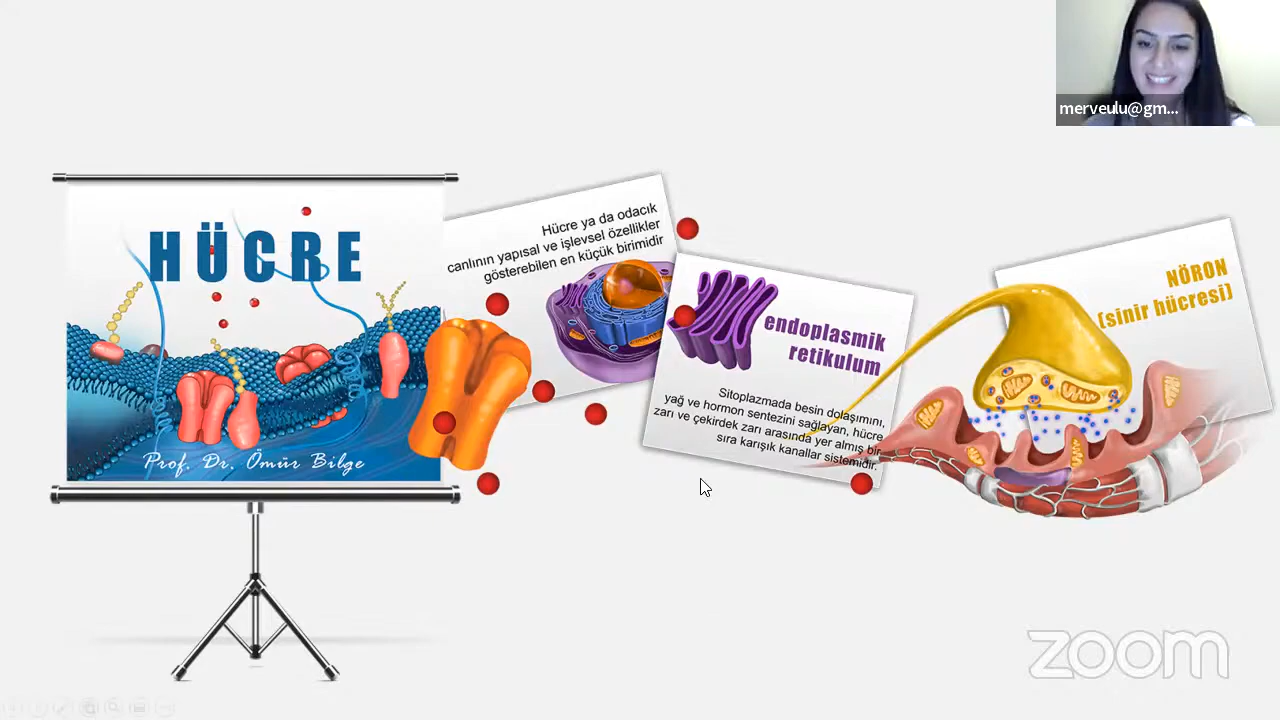 merveulu@gm...
HÜCRE
Prof. Dr. Ömür Bilge
Hücre ya da odacık
canlının yapısal ve işlevsel özellikler
gösterebilen en küçük birimidir
endoplasmik
retikulum
Sitoplazmada besin dolaşımını,
yağ ve hormon sentezini sağlayan, hücre
zarı ve çekirdek zarı arasında yer almış bir
sıra karışık kanallar sistemidir.
NÖRON
(sinir hücresi)
zoom